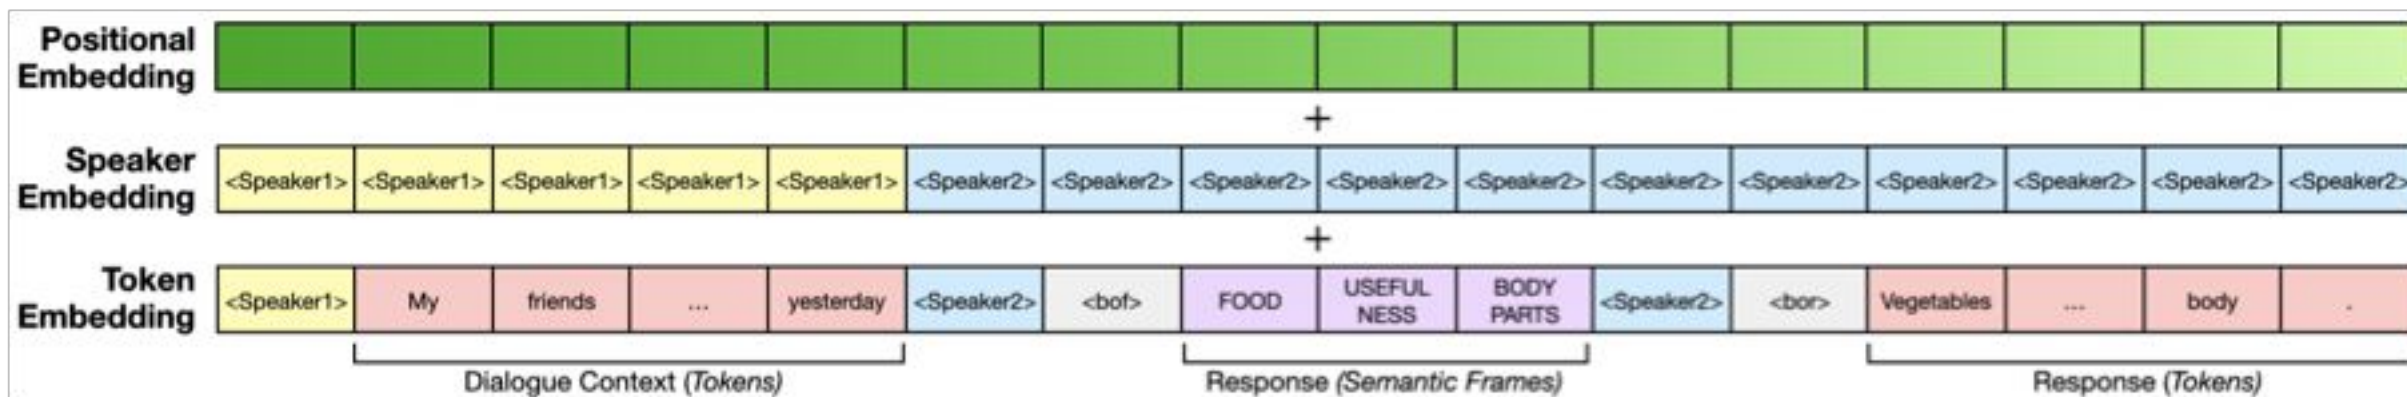 Positional
Embedding
+
Speaker
Embedding
<Speaker1> <Speaker1> <Speaker1> <Speaker1> <Speaker1> <Speaker2> <Speaker2> <Speaker2> <Speaker2> <Speaker2> <Speaker2> <Speaker2> <Speaker2> <Speaker2> <Speaker2> <Speaker2>
+
Token
Embedding
<Speaker1> My friends ... yesterday <Speaker2> <bof> FOOD USEFUL NESS BODY PARTS <Speaker2> <bor> Vegetables ... body .
Dialogue Context (Tokens) Response (Semantic Frames) Response (Tokens)